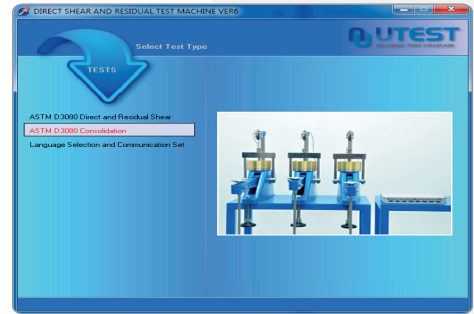 DIRECT SHEAR AND RESIDUAL TEST MACHINE VER6
Select Test Type
UTEST
TESTS
ASTM D3080 Direct and Residual Shear
ASTM D3080 Consolidation
Language Selection and Communication Set